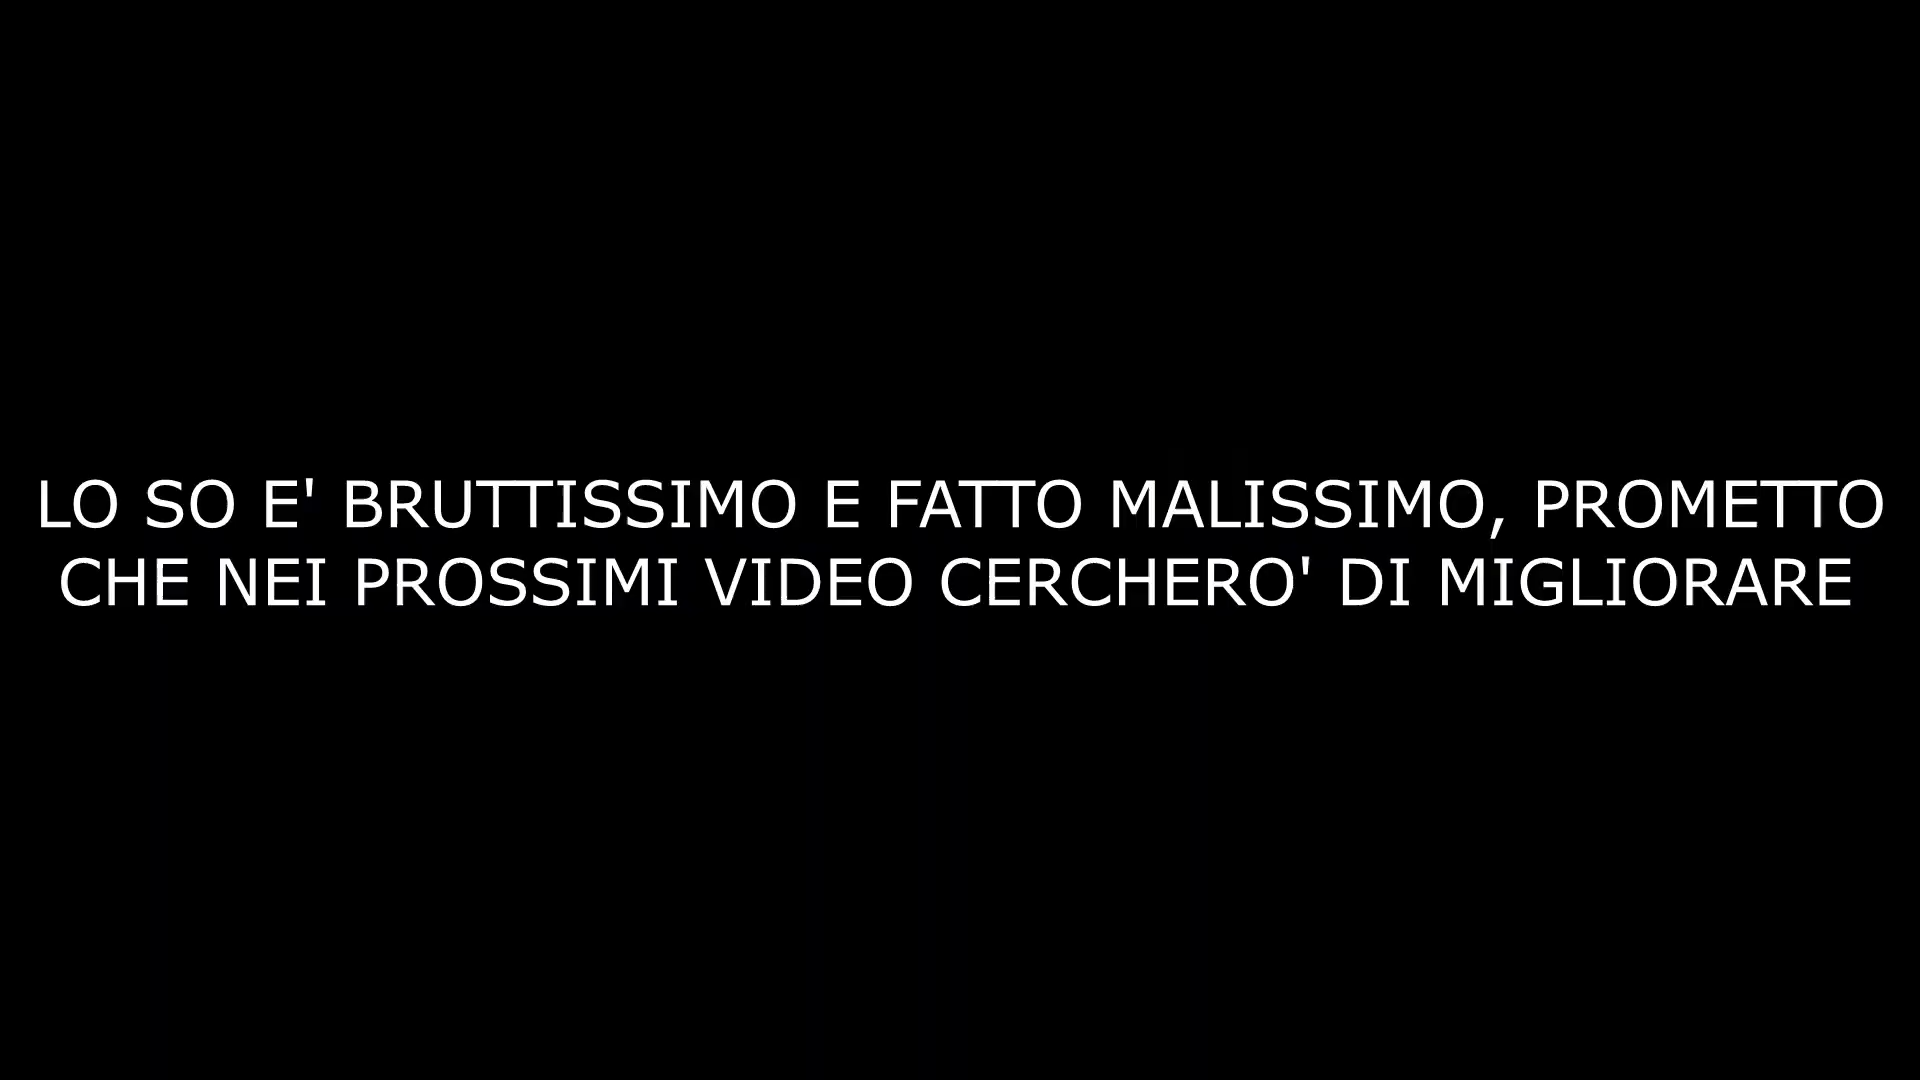 LO SO E' BRUTTISSIMO E FATTO MALISSIMO, PROMETTO
CHE NEI PROSSIMI VIDEO CERCHERO' DI MIGLIORARE